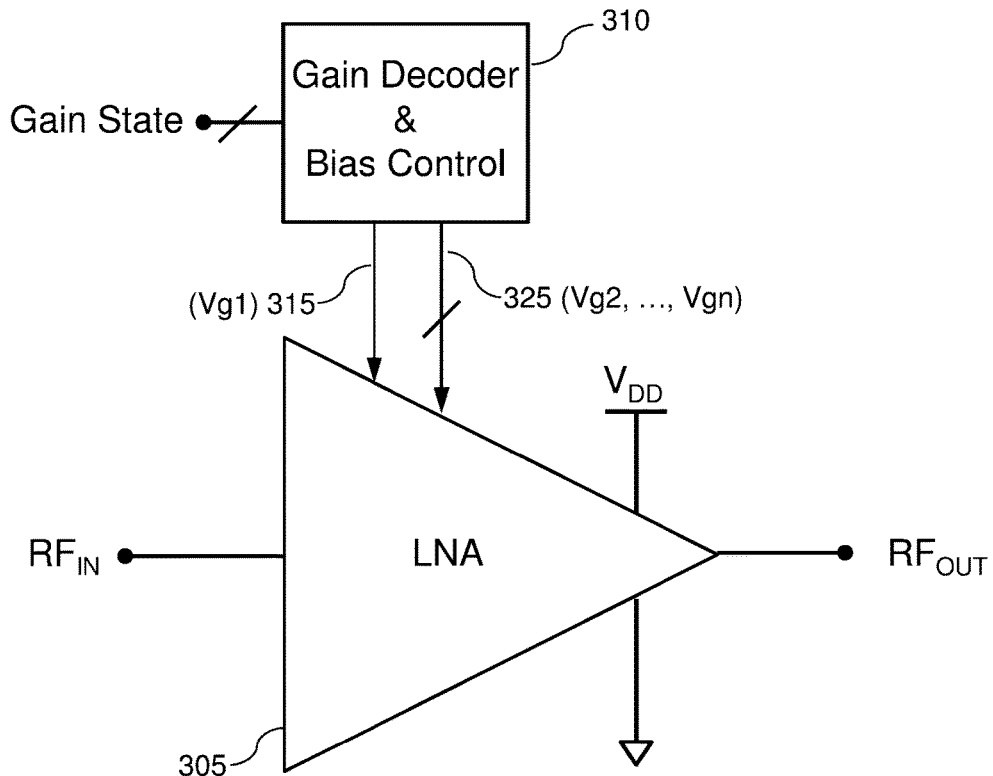 310
Gain Decoder
&
Bias Control
Gain State
(Vg1) 315
325 (Vg2, ..., Vgn)
VDD
RFIN
LNA
RFOUT
305